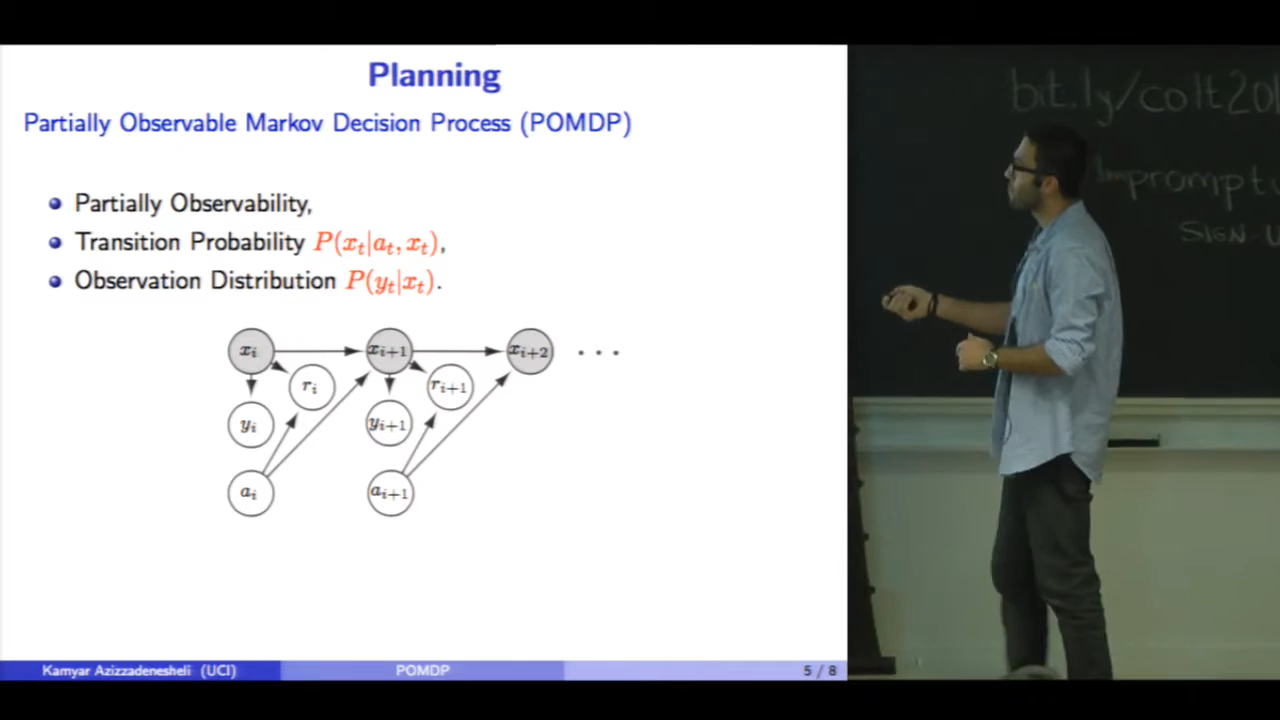 Planning
Partially Observable Markov Decision Process (POMDP)
Partially Observability,
Transition Probability P(x_t|a_t, x_t),
Observation Distribution P(y_t|x_t).
x_i x_{i+1} x_{i+2} ...
r_i r_{i+1}
y_i y_{i+1}
a_i a_{i+1}
Kamyar Azizzadenesheli (UCI) POMDP 5 / 8
bit.ly/colt20
Imprompt
SIGN-U